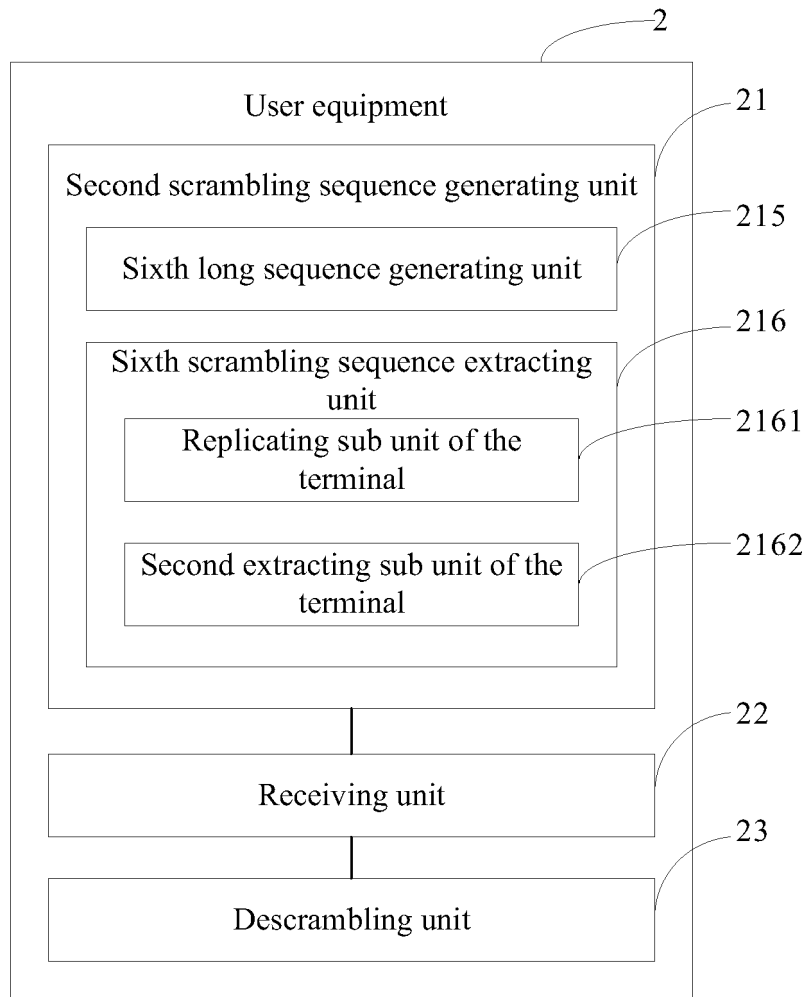 2
User equipment
21
Second scrambling sequence generating unit
215
Sixth long sequence generating unit
216
Sixth scrambling sequence extracting
unit
2161
Replicating sub unit of the
terminal
2162
Second extracting sub unit of the
terminal
22
Receiving unit
23
Descrambling unit